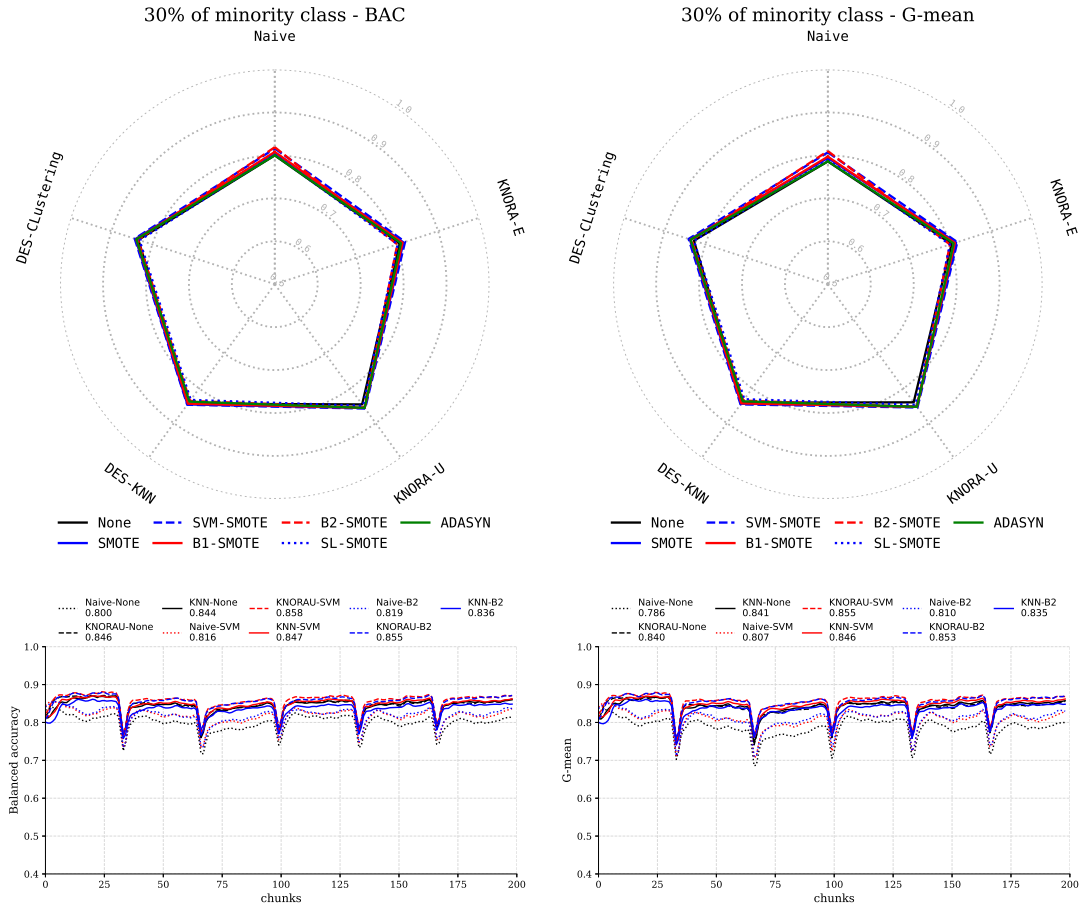 30% of minority class - BAC
Naive
1.0
0.9
0.8
0.7
0.6
KNORA-E
DES-CLustering
DES-KNN
KNORA-U
None
SVM-SMOTE
B2-SMOTE
ADASYN
SMOTE
B1-SMOTE
SL-SMOTE
30% of minority class - G-mean
Naive
1.0
0.9
0.8
0.7
0.6
KNORA-E
DES-CLustering
DES-KNN
KNORA-U
None
SVM-SMOTE
B2-SMOTE
ADASYN
SMOTE
B1-SMOTE
SL-SMOTE
Naive-None
0.800
KNN-None
0.844
KNORAU-SVM
0.858
Naive-B2
0.819
KNN-B2
0.836
KNORAU-None
0.846
Naive-SVM
0.816
KNN-SVM
0.847
KNORAU-B2
0.855
Balanced accuracy
1.0
0.9
0.8
0.7
0.6
0.5
0.4
0 25 50 75 100 125 150 175 200
chunks
Naive-None
0.786
KNN-None
0.841
KNORAU-SVM
0.855
Naive-B2
0.810
KNN-B2
0.835
KNORAU-None
0.840
Naive-SVM
0.807
KNN-SVM
0.846
KNORAU-B2
0.853
G-mean
1.0
0.9
0.8
0.7
0.6
0.5
0.4
0 25 50 75 100 125 150 175 200
chunks